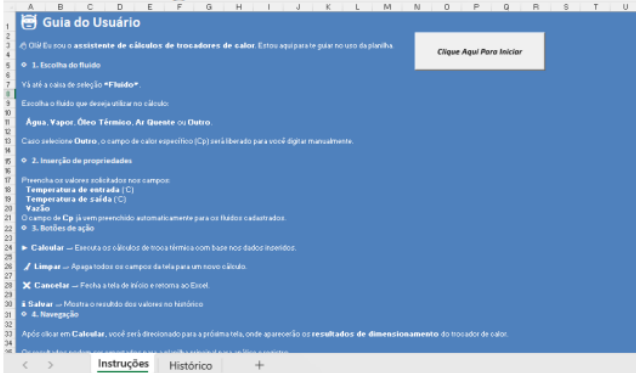 A B C D E F G H I J K L M N O P Q R S T U
Guia do Usuário
Olá! Eu sou o assistente de cálculos de trocadores de calor. Estou aqui para te guiar no uso da planilha.
Clique Aqui Para Iniciar
1. Escolha do fluido
Vá até a caixa de seleção "Fluido".
Escolha o fluido que deseja utilizar no cálculo:
Água, Vapor, Óleo Térmico, Ar Quente ou Outro.
Caso selecione Outro, o campo de calor específico (Cp) será liberado para você digitar manualmente.
2. Inserção de propriedades
Preencha os valores solicitados nos campos:
Temperatura de entrada (°C)
Temperatura de saída (°C)
Vazão
O campo de Cp já vem preenchido automaticamente para os fluidos cadastrados.
3. Botões de ação
Calcular — Executa os cálculos de troca térmica com base nos dados inseridos.
Limpar — Apaga todos os campos da tela para um novo cálculo.
Cancelar — Fecha a tela de início e retorna ao Excel.
Salvar — Mostra o resultdo dos valores no histórico
4. Navegação
Após clicar em Calcular, você será direcionado para a próxima tela, onde aparecerão os resultados de dimensionamento do trocador de calor.
Instruções Histórico +